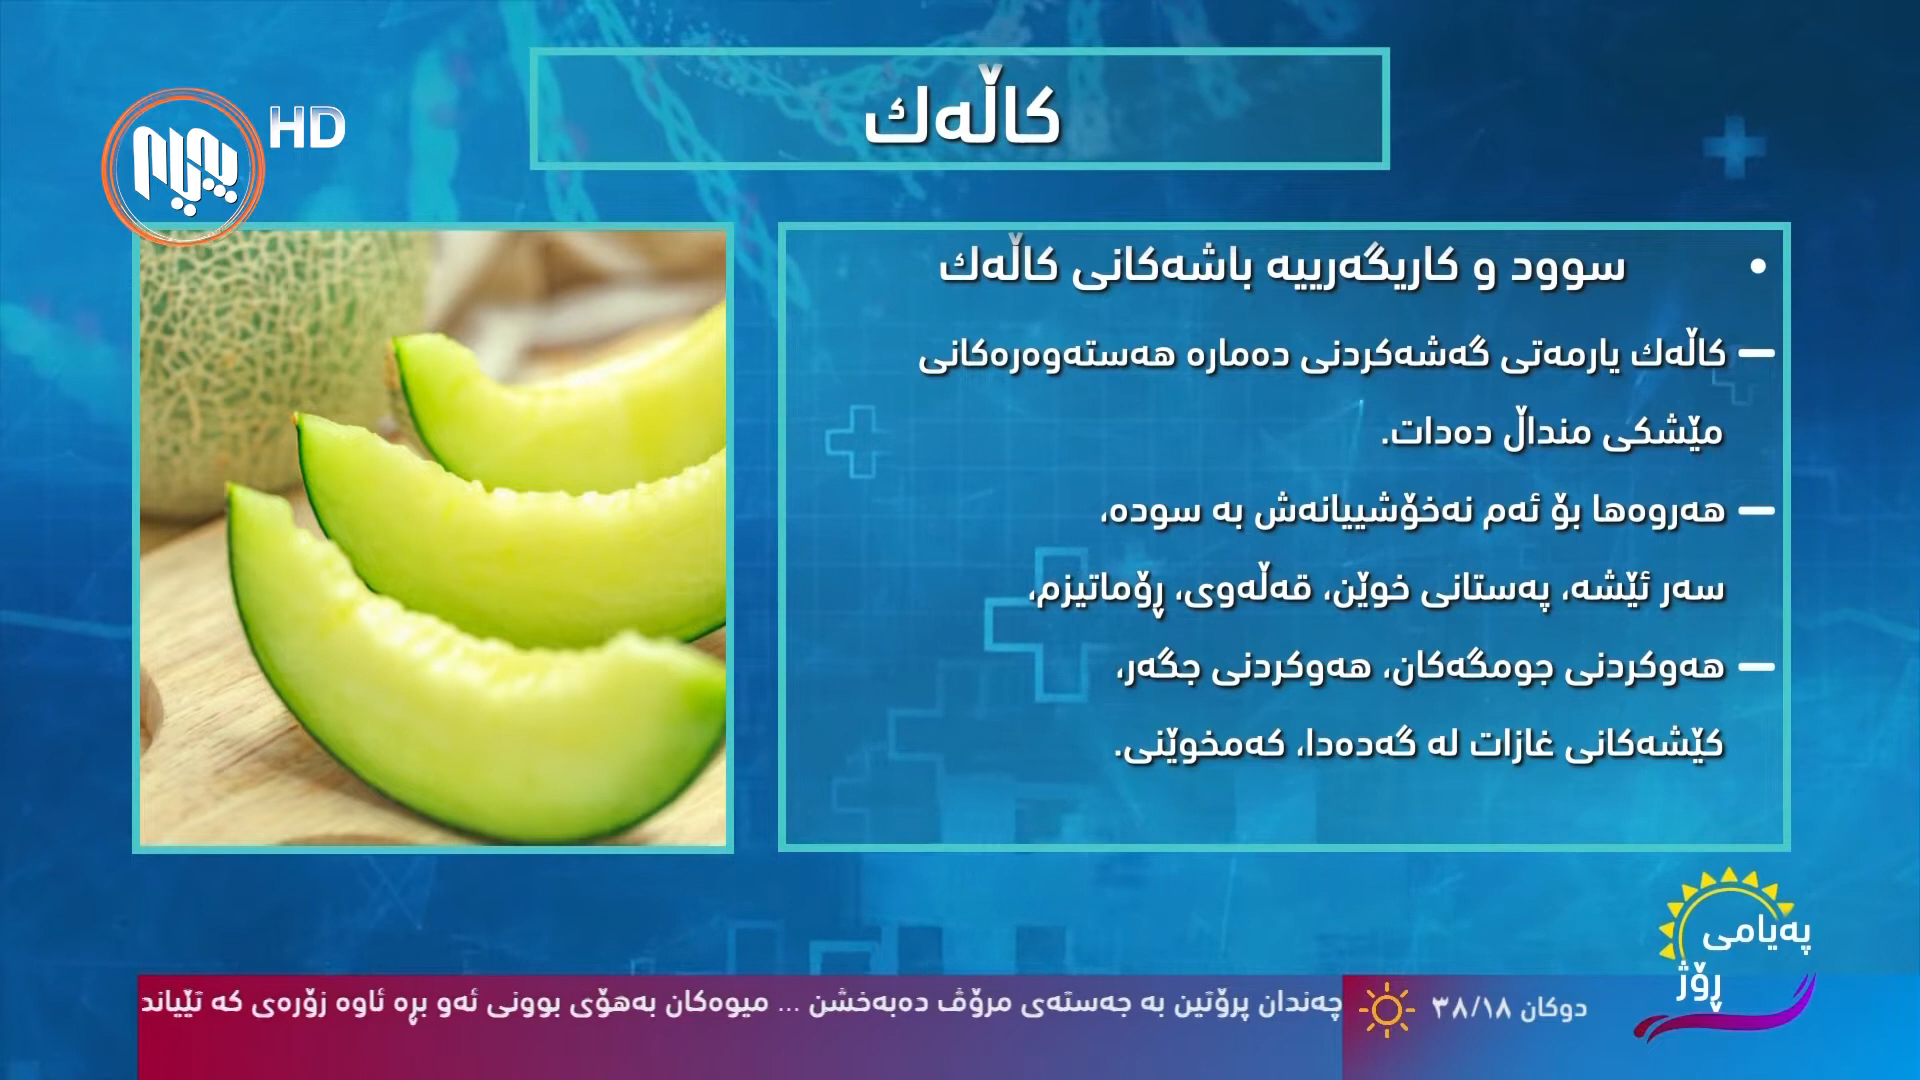 کاڵەك
پەیام HD
• سوود و کاریگەرییە باشەکانی کاڵەك
– کاڵەك یارمەتی گەشەکردنی دەمارە هەستەوەرەکانی
مێشکی منداڵ دەدات.
– هەروەها بۆ ئەم نەخۆشییانەش بە سودە،
سەر ئێشە، پەستانی خوێن، قەڵەوی، ڕۆماتیزم،
– هەوکردنی جومگەکان، هەوکردنی جگەر،
کێشەکانی غازات لە گەدەدا، کەمخوێنی.
پەیامی
ڕۆژ
دوکان ٣٨/١٨
چەندان پرۆتین بە جەستەی مرۆڤ دەبەخشن ... میوەکان بەهۆی بوونی ئەو بڕە ئاوە زۆرەی کە تێیاند